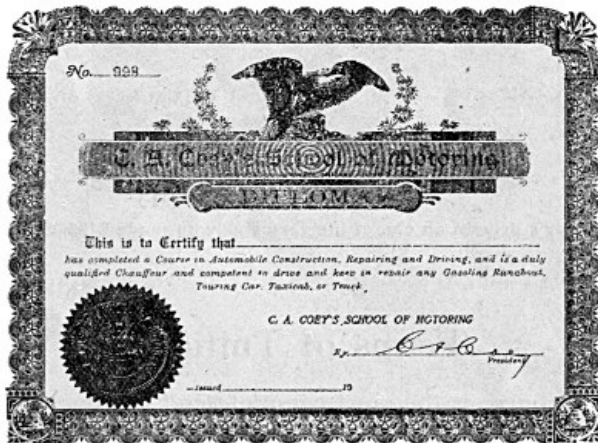 No. 998
C. A. Coey's School of Motoring
DIPLOMA
This is to Certify that
has completed a Course in Automobile Construction, Repairing and Driving, and is a duly
qualified Chauffeur and competent to drive and keep in repair any Gasoline Runabout,
Touring Car, Taxicab, or Truck.
C. A. COEY'S SCHOOL OF MOTORING
By
President
Issued 19